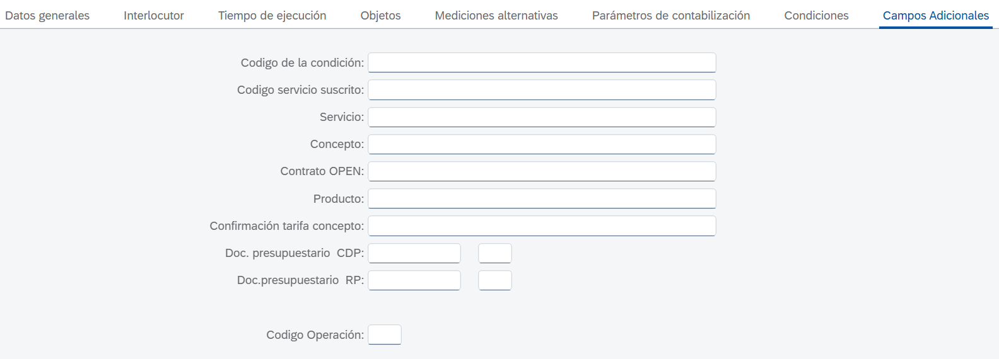 Datos generales Interlocutor Tiempo de ejecución Objetos Mediciones alternativas Parámetros de contabilización Condiciones Campos Adicionales
Codigo de la condición:
Codigo servicio suscrito:
Servicio:
Concepto:
Contrato OPEN:
Producto:
Confirmación tarifa concepto:
Doc. presupuestario CDP:
Doc.presupuestario RP:
Codigo Operación: